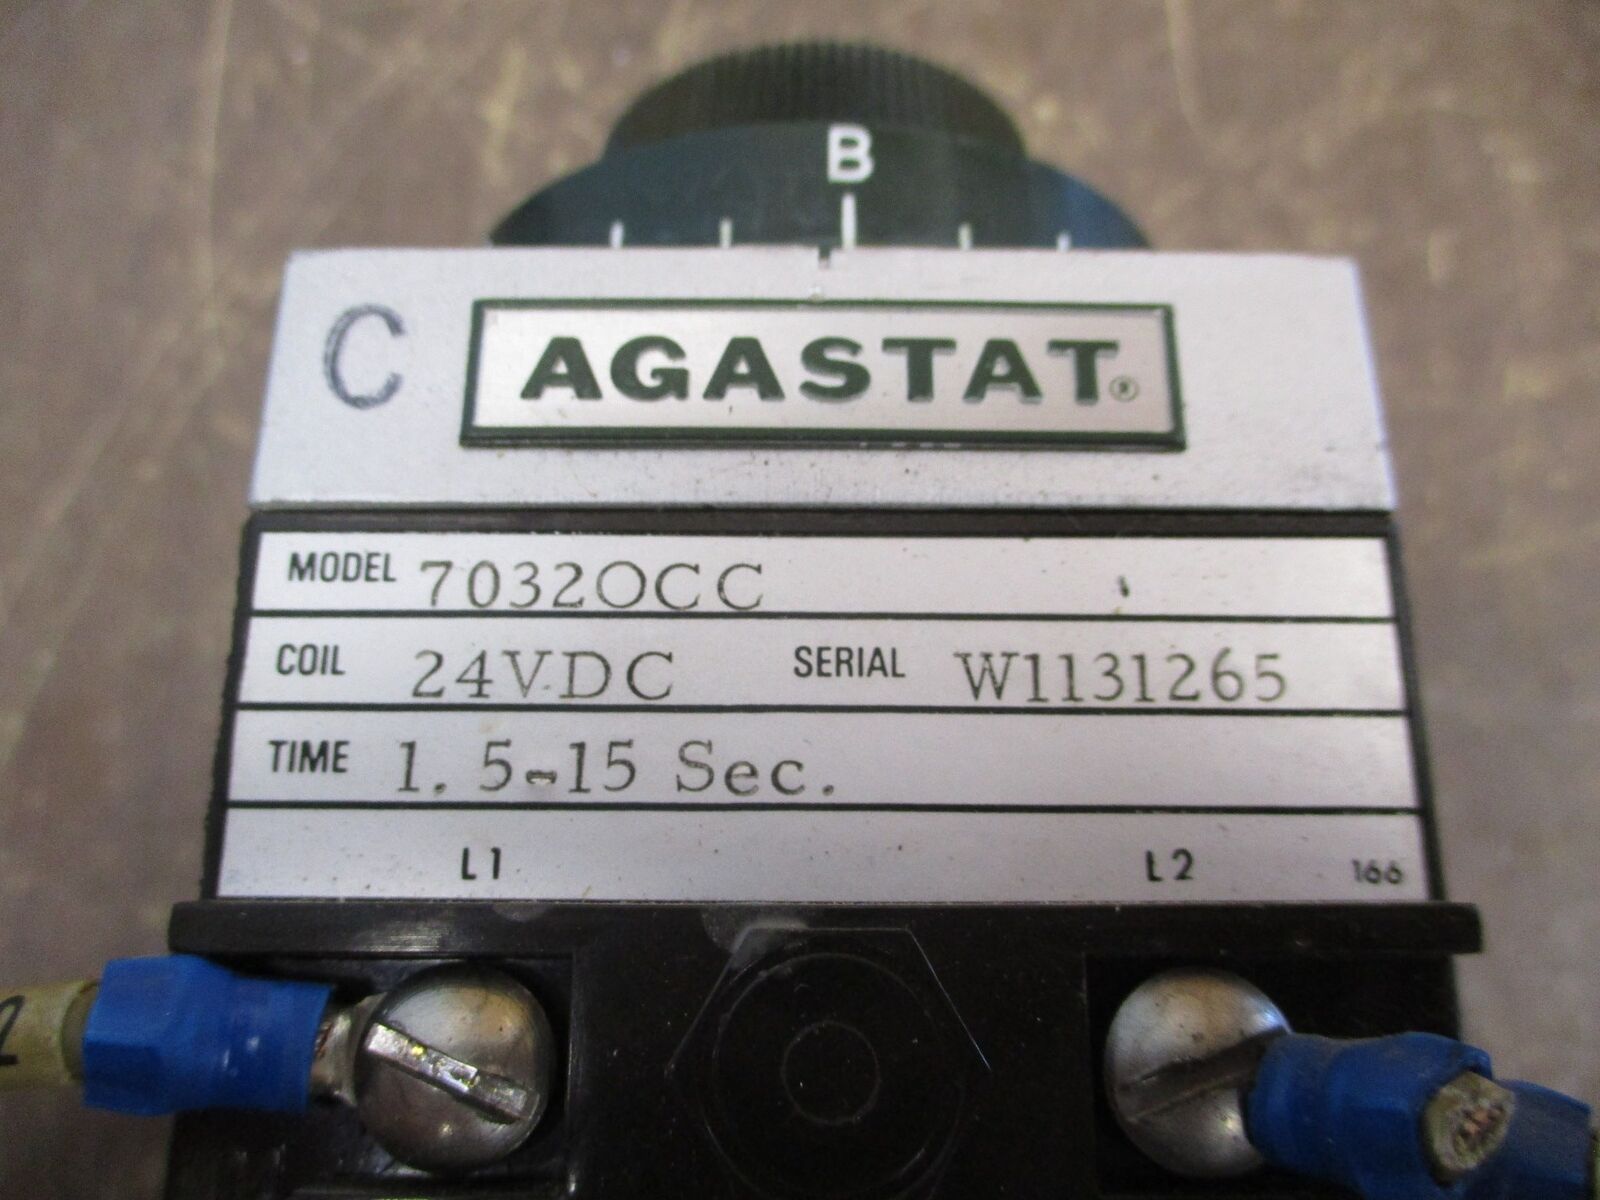 B
C AGASTAT®
MODEL 7032OCC
COIL 24VDC SERIAL W1131265
TIME 1.5-15 Sec.
L1 L2 166